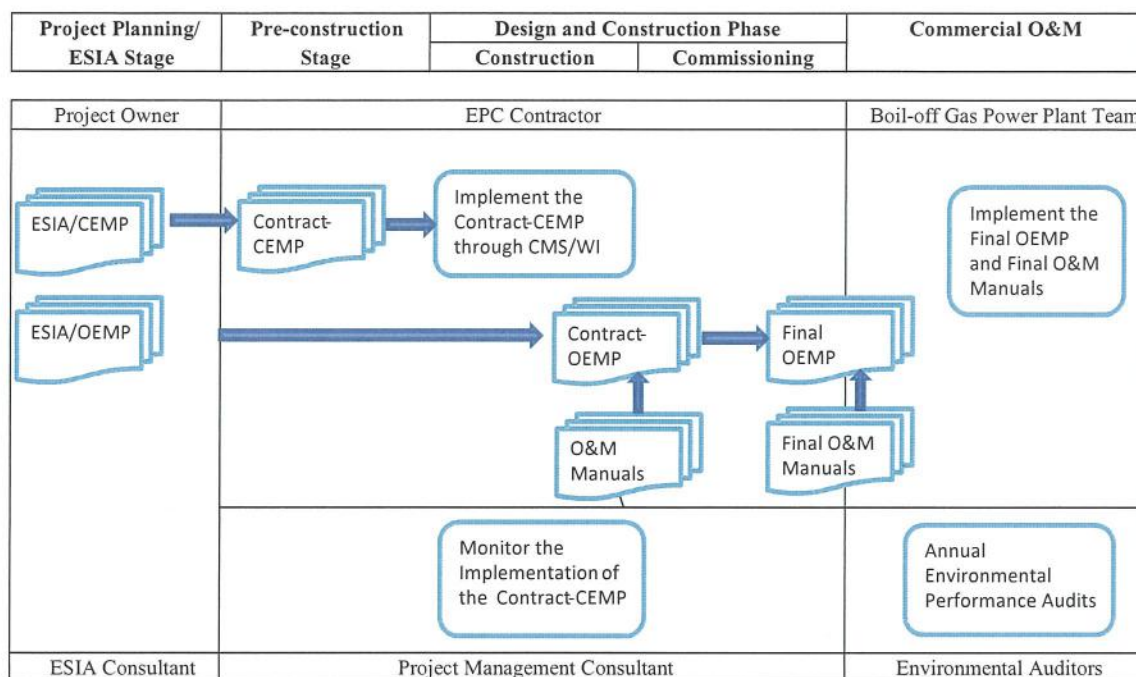 Project Planning/
ESIA Stage
Pre-construction
Stage
Design and Construction Phase
Construction
Commissioning
Commercial O&M
Project Owner
EPC Contractor
Boil-off Gas Power Plant Team
ESIA/CEMP
Contract-
CEMP
Implement the
Contract-CEMP
through CMS/WI
Implement the
Final OEMP
and Final O&M
Manuals
ESIA/OEMP
Contract-
OEMP
Final
OEMP
O&M
Manuals
Final O&M
Manuals
Monitor the
Implementation of
the Contract-CEMP
Annual
Environmental
Performance Audits
ESIA Consultant
Project Management Consultant
Environmental Auditors